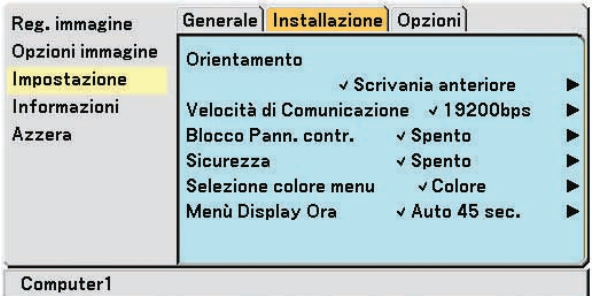 Reg. immagine
Opzioni immagine
Impostazione
Informazioni
Azzera
Generale Installazione Opzioni
Orientamento
✓ Scrivania anteriore ▶
Velocità di Comunicazione ✓ 19200bps ▶
Blocco Pann. contr. ✓ Spento ▶
Sicurezza ✓ Spento ▶
Selezione colore menu ✓ Colore ▶
Menù Display Ora ✓ Auto 45 sec. ▶
Computer1